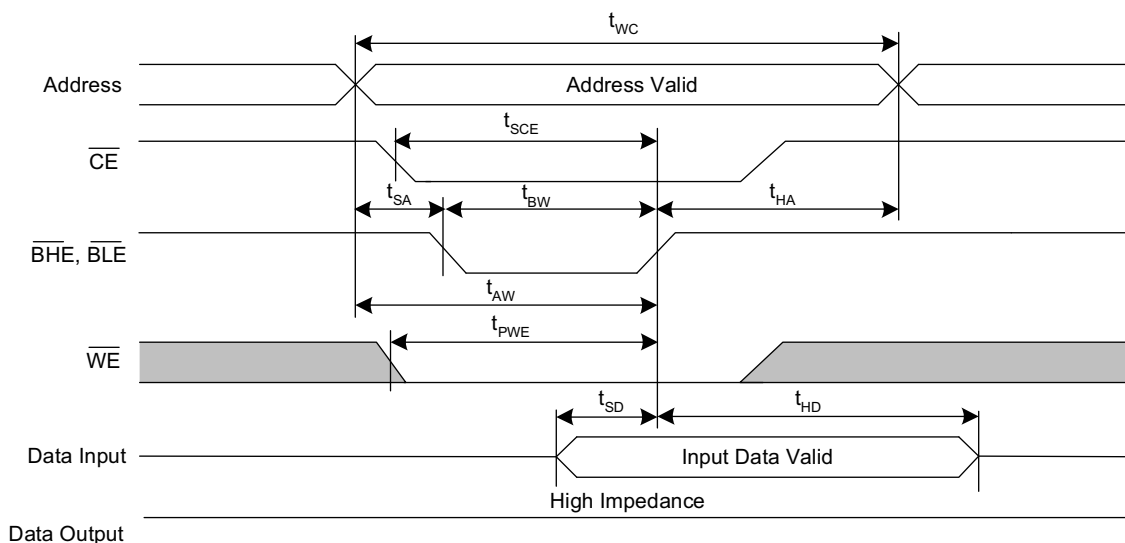 tWC
Address
Address Valid
tSCE
CE
tSA
tBW
tHA
BHE, BLE
tAW
tPWE
WE
tSD
tHD
Data Input
Input Data Valid
High Impedance
Data Output